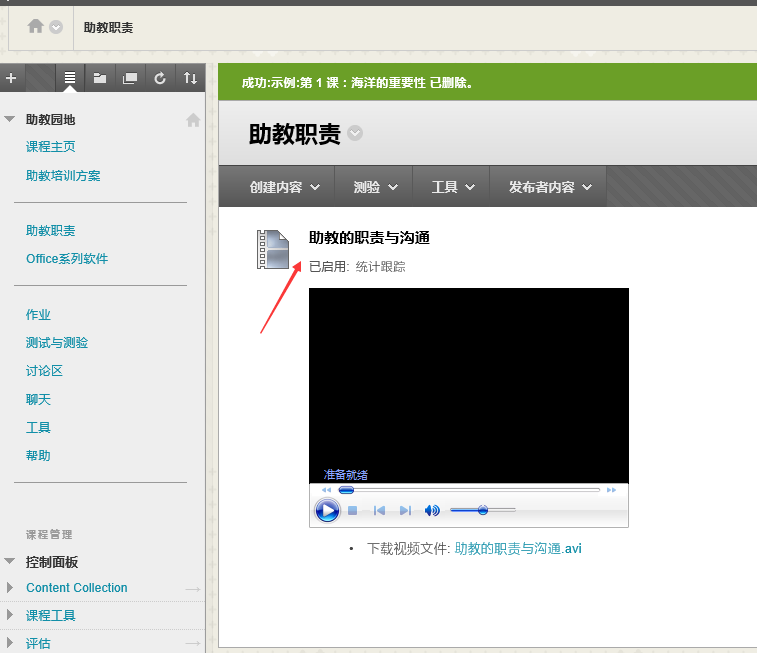 助教职责
成功:示例:第 1 课：海洋的重要性 已删除。
助教园地
课程主页
助教培训方案
助教职责
Office系列软件
作业
测试与测验
讨论区
聊天
工具
帮助
课程管理
控制面板
Content Collection
课程工具
评估
助教职责
创建内容 测验 工具 发布者内容
助教的职责与沟通
已启用: 统计跟踪
准备就绪
• 下载视频文件: 助教的职责与沟通.avi